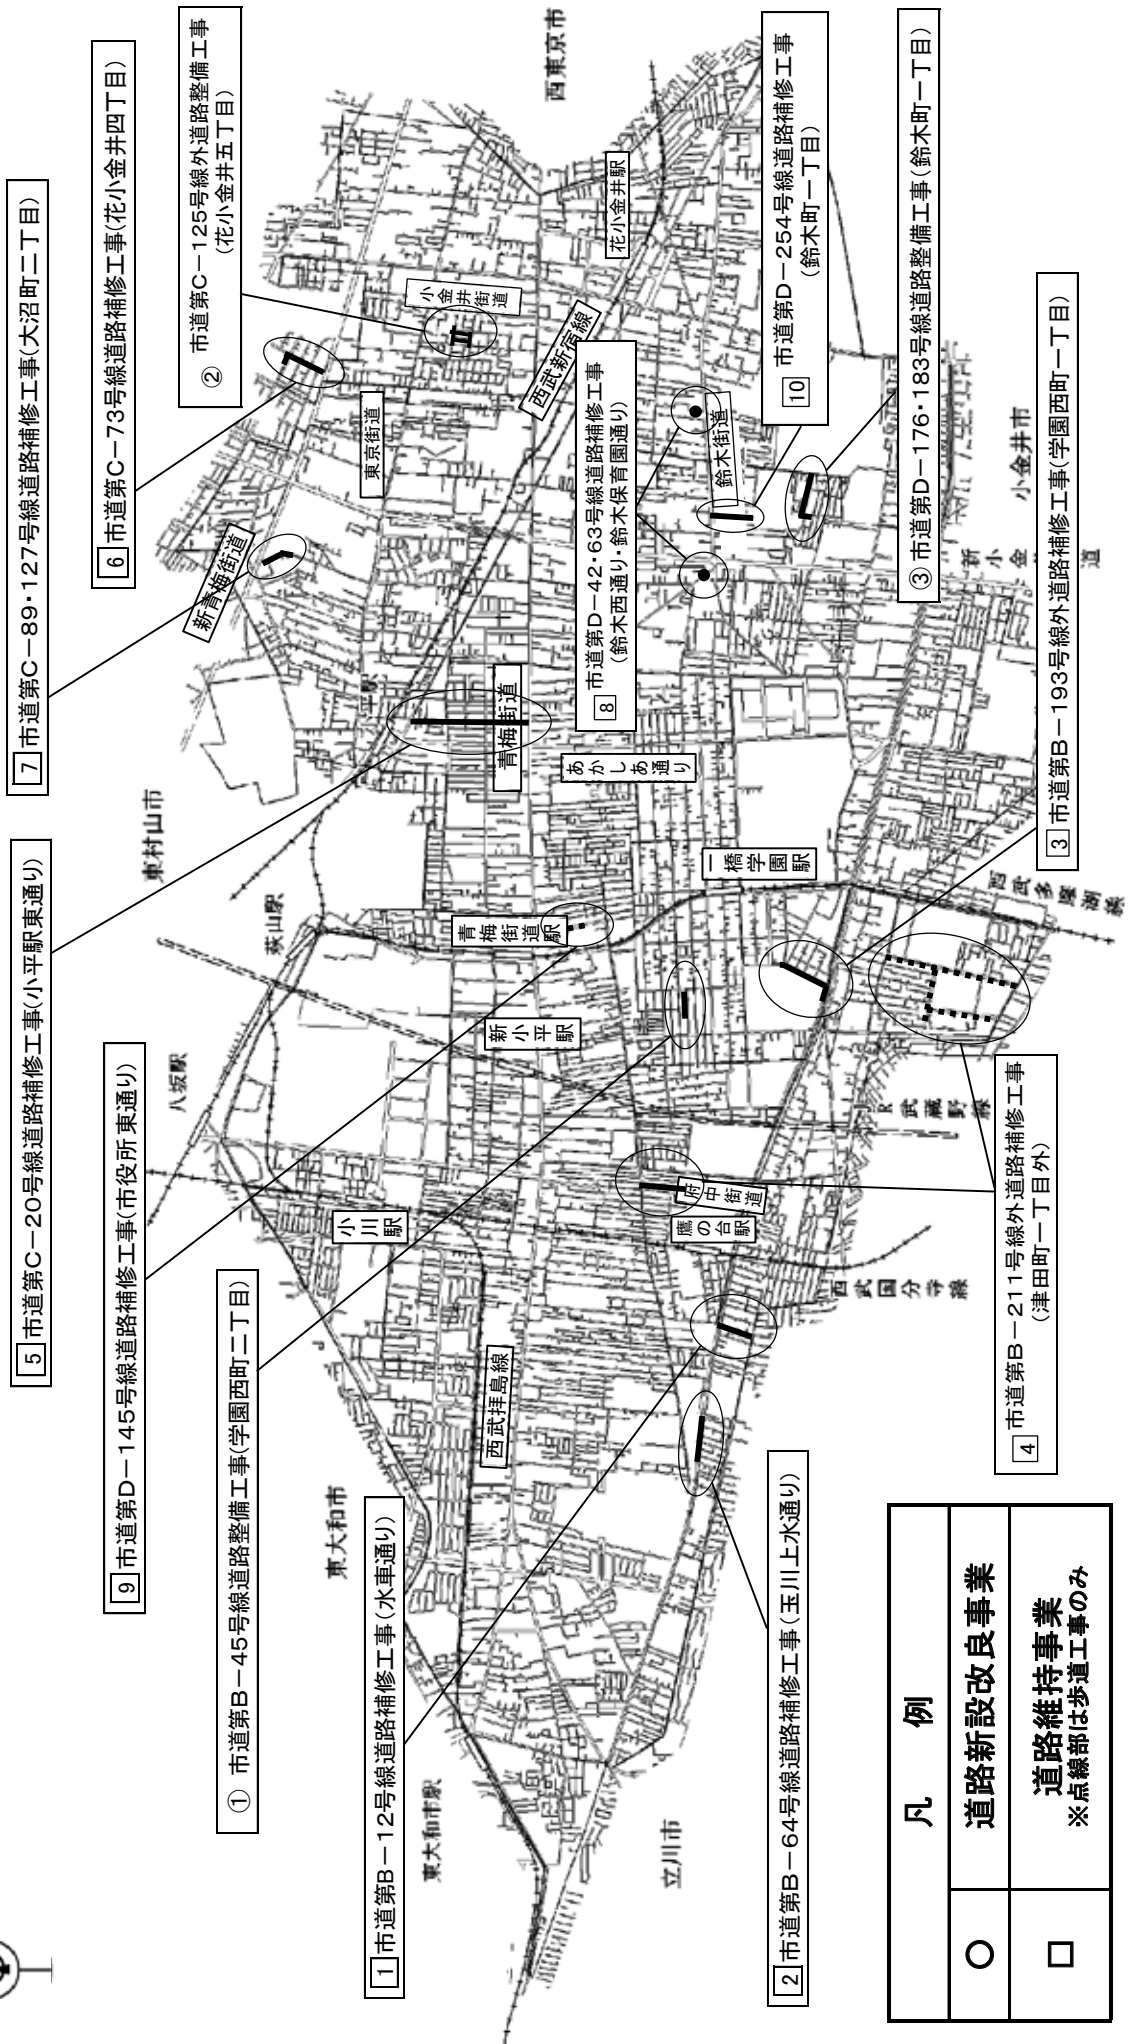 7 市道第C－89・127号線道路補修工事(大沼町二丁目)
6 市道第C－73号線道路補修工事(花小金井四丁目)
② 市道第C－125号線外道路整備工事
(花小金井五丁目)
5 市道第C－20号線道路補修工事(小平駅東通り)
9 市道第D－145号線道路補修工事(市役所東通り)
① 市道第B－45号線道路整備工事(学園西町二丁目)
1 市道第B－12号線道路補修工事(水車通り)
2 市道第B－64号線道路補修工事(玉川上水通り)
4 市道第B－211号線外道路補修工事
(津田町一丁目外)
3 市道第B－193号線外道路補修工事(学園西町一丁目)
③ 市道第D－176・183号線道路整備工事(鈴木町一丁目)
10 市道第D－254号線道路補修工事
(鈴木町一丁目)
8 市道第D－42・63号線道路補修工事
(鈴木西通り・鈴木保育園通り)
東村山市
西東京市
東大和市
立川市
小金井市
東大和市駅
八坂駅
萩山駅
小川駅
新小平駅
青梅街道駅
一橋学園駅
鷹の台駅
花小金井駅
新青梅街道
東京街道
小金井街道
西武新宿線
青梅街道
あかしあ通り
鈴木街道
府中街道
西武拝島線
西武国分寺線
JR武蔵野線
西武多摩湖線
新小金
道
凡 例
○ 道路新設改良事業
□ 道路維持事業
※点線部は歩道工事のみ